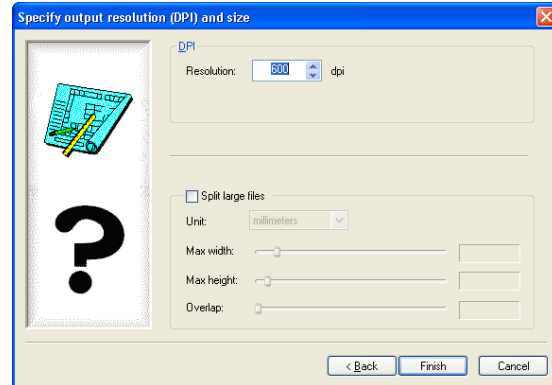 Specify output resolution (DPI) and size
DPI
Resolution: 600 dpi
Split large files
Unit: millimeters
Max width:
Max height:
Overlap:
< Back Finish Cancel